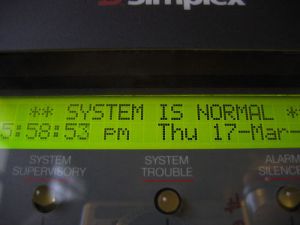 Simplex
** SYSTEM IS NORMAL *
5:58:53 pm Thu 17-Mar-
SYSTEM SUPERVISORY
SYSTEM TROUBLE
ALARM SILENCE